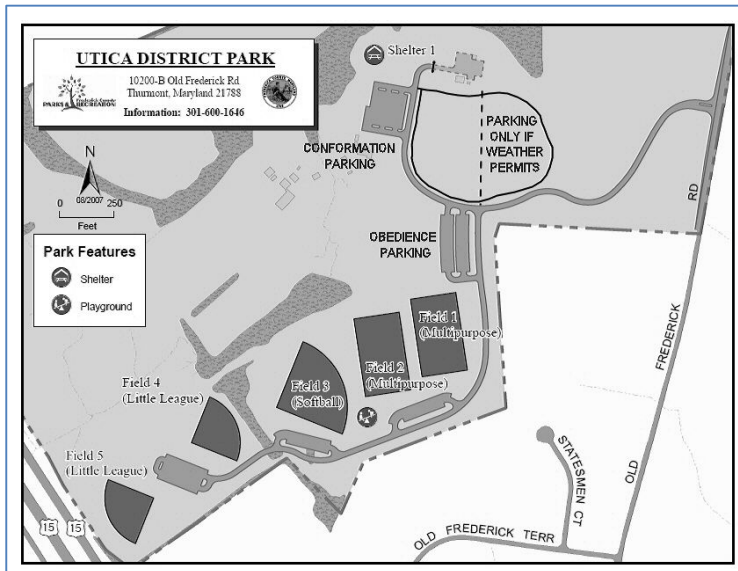 UTICA DISTRICT PARK
10200-B Old Frederick Rd
Thurmont, Maryland 21788
Information: 301-600-1646
Frederick County
PARKS & RECREATION
Shelter 1
CONFORMATION
PARKING
PARKING
ONLY IF
WEATHER
PERMITS
N
08/2007
0 250
Feet
OBEDIENCE
PARKING
Park Features
Shelter
Playground
Field 1
(Multipurpose)
Field 2
(Multipurpose)
Field 3
(Softball)
Field 4
(Little League)
Field 5
(Little League)
15 15
RD
FREDERICK
OLD
STATESMEN CT
OLD FREDERICK TERR